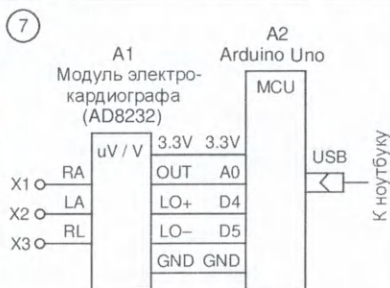 7
A1
Модуль электро-
кардиографа
(AD8232)
A2
Arduino Uno
uV / V
MCU
3.3V 3.3V
OUT A0
LO+ D4
LO– D5
GND GND
X1 RA
X2 LA
X3 RL
USB
К ноутбуку